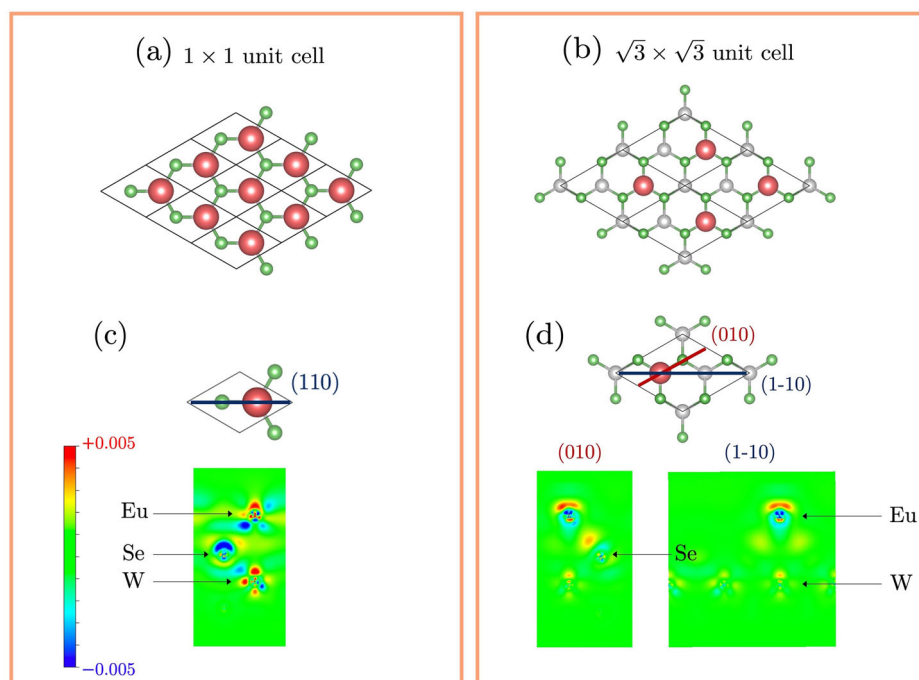 (a) 1 × 1 unit cell
(b) √3 × √3 unit cell
(c)
(110)
+0.005
Eu
Se
W
−0.005
(d)
(010)
(1-10)
(010)
(1-10)
Eu
Se
W